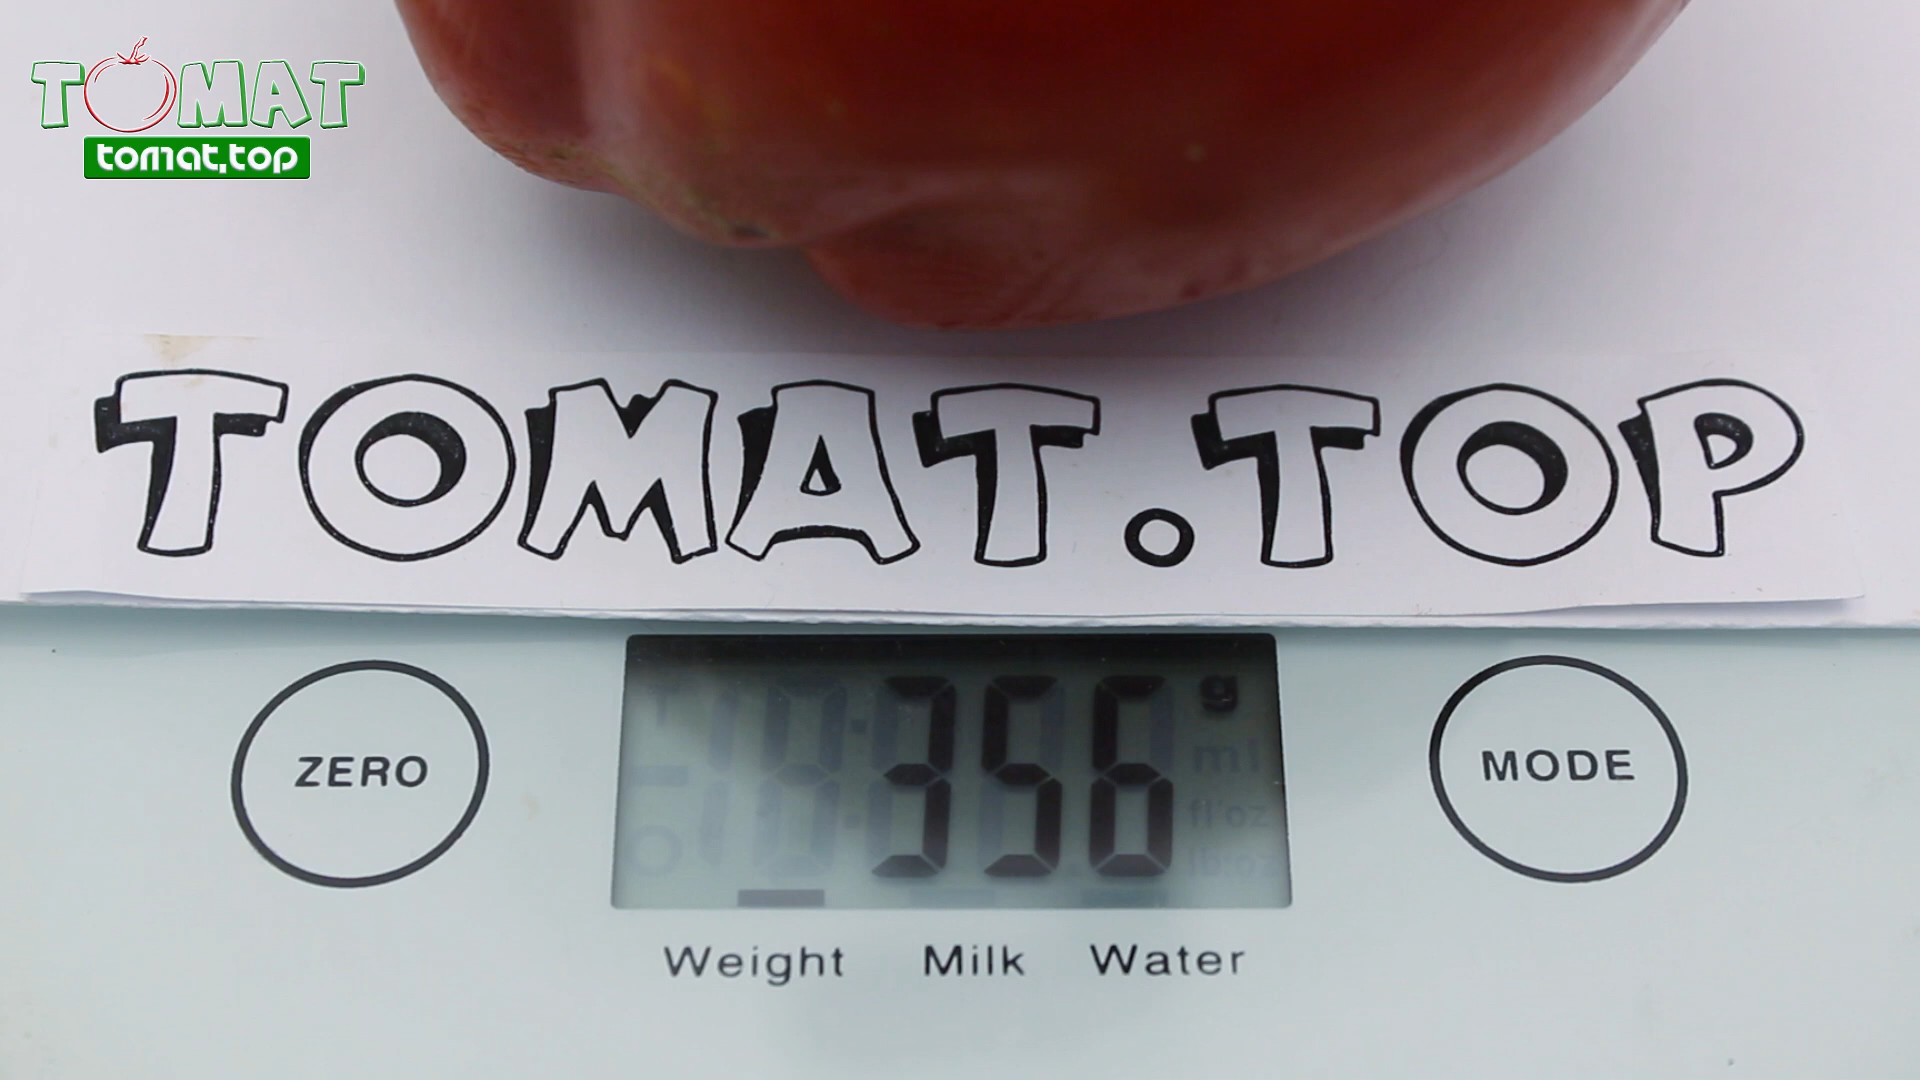 TOMAT
tomat.top
TOMAT.TOP
ZERO
356 g
MODE
ml
fl'oz
lb:oz
Weight Milk Water